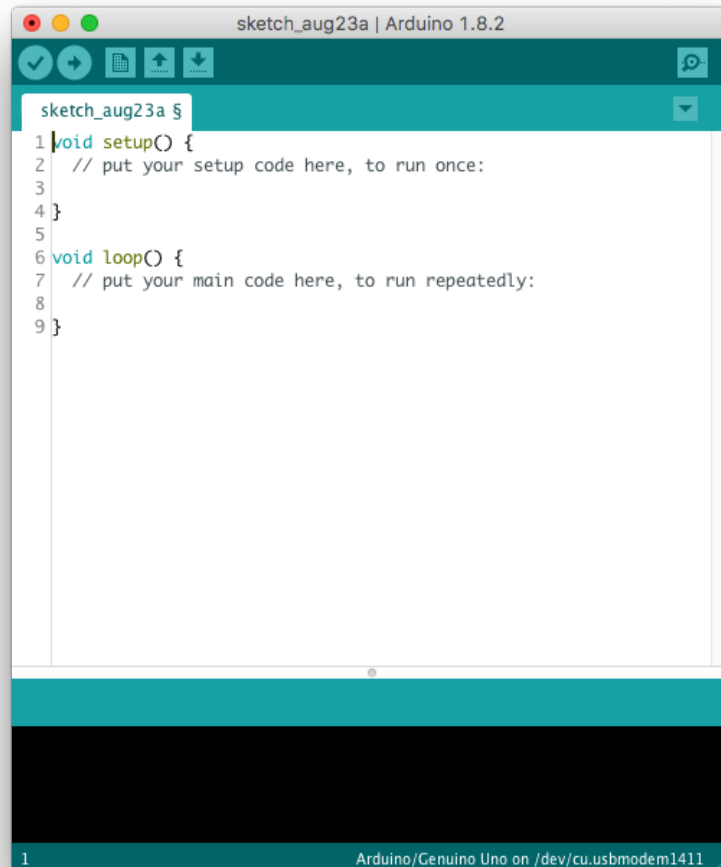 sketch_aug23a | Arduino 1.8.2
sketch_aug23a §
1 void setup() {
2   // put your setup code here, to run once:
3
4 }
5
6 void loop() {
7   // put your main code here, to run repeatedly:
8
9 }
1 Arduino/Genuino Uno on /dev/cu.usbmodem1411